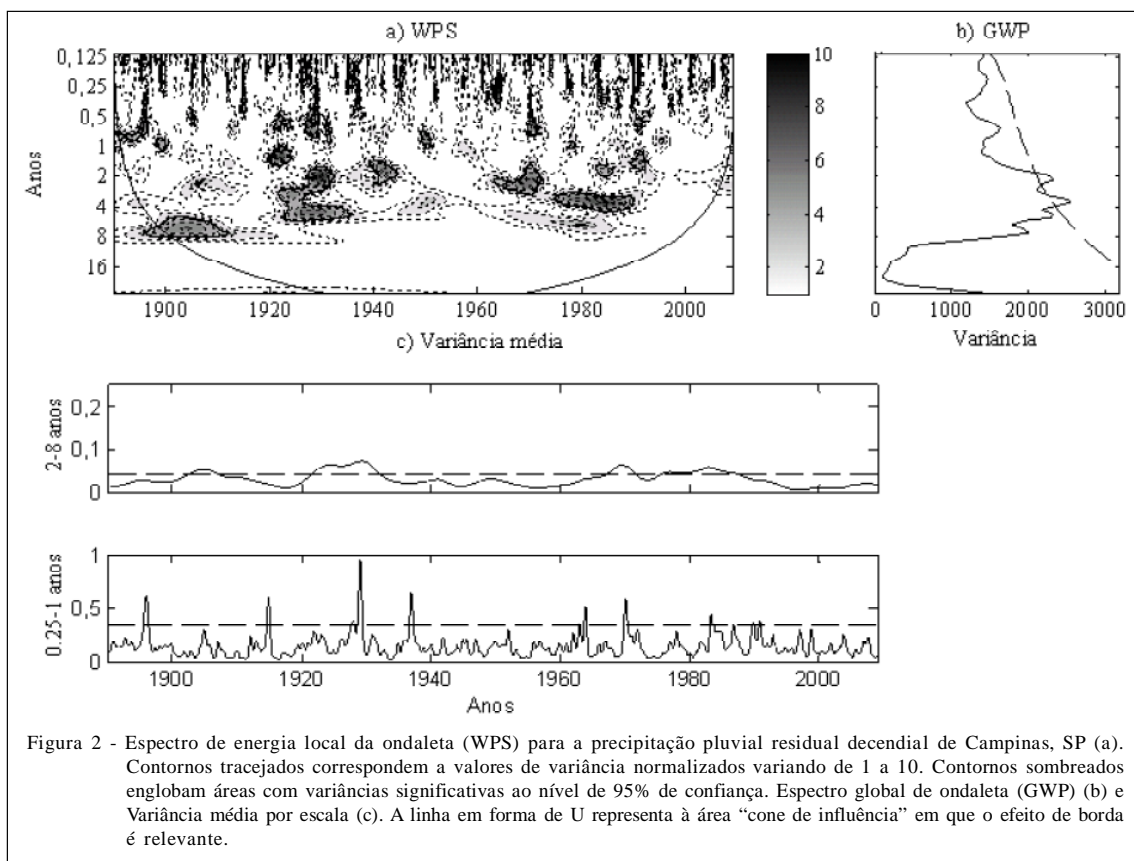 a) WPS
b) GWP
0,125
0,25
0,5
1
2
4
8
16
Anos
1900
1920
1940
1960
1980
2000
10
8
6
4
2
0
1000
2000
3000
Variância
c) Variância média
2-8 anos
0,2
0,1
0
0.25-1 anos
1
0,5
0
1900
1920
1940
1960
1980
2000
Anos
Figura 2 - Espectro de energia local da ondaleta (WPS) para a precipitação pluvial residual decendial de Campinas, SP (a).
Contornos tracejados correspondem a valores de variância normalizados variando de 1 a 10. Contornos sombreados
englobam áreas com variâncias significativas ao nível de 95% de confiança. Espectro global de ondaleta (GWP) (b) e
Variância média por escala (c). A linha em forma de U representa à área “cone de influência” em que o efeito de borda
é relevante.